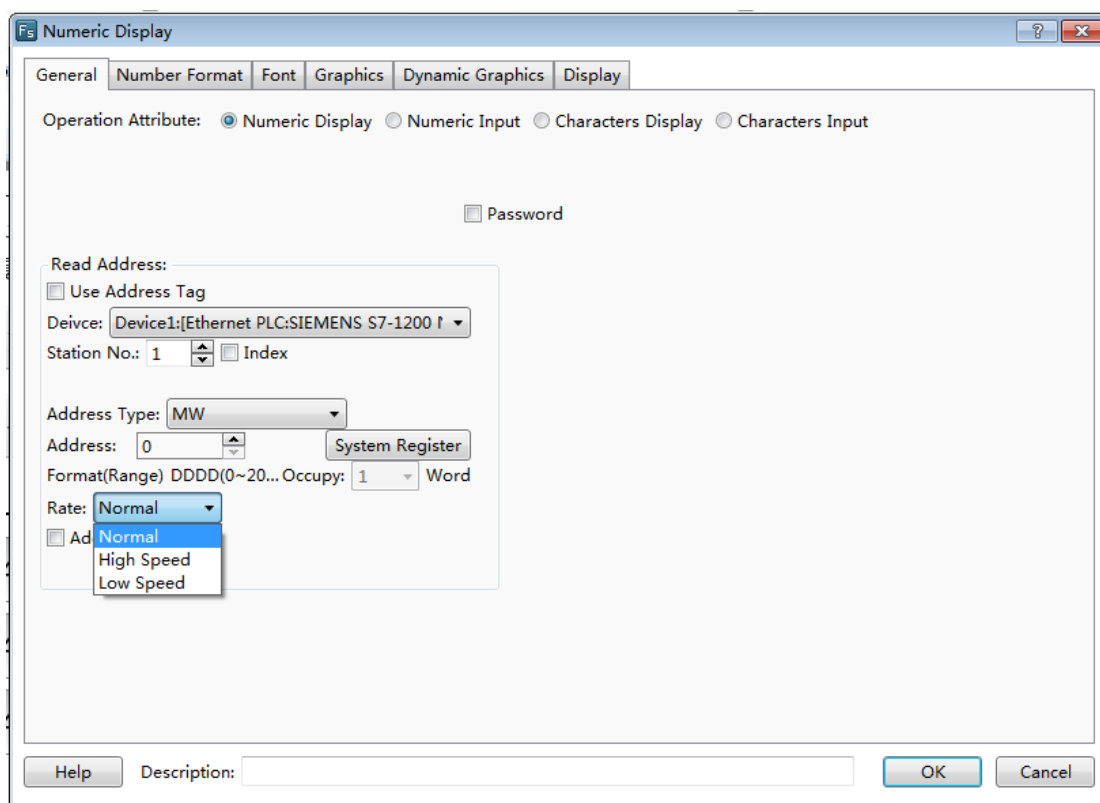 Fs Numeric Display ?
General Number Format Font Graphics Dynamic Graphics Display
Operation Attribute: Numeric Display Numeric Input Characters Display Characters Input
Password
Read Address:
Use Address Tag
Deivce: Device1:[Ethernet PLC:SIEMENS S7-1200
Station No.: 1 Index
Address Type: MW
Address: 0 System Register
Format(Range) DDDD(0~20... Occupy: 1 Word
Rate: Normal
Normal
High Speed
Low Speed
Help Description: OK Cancel